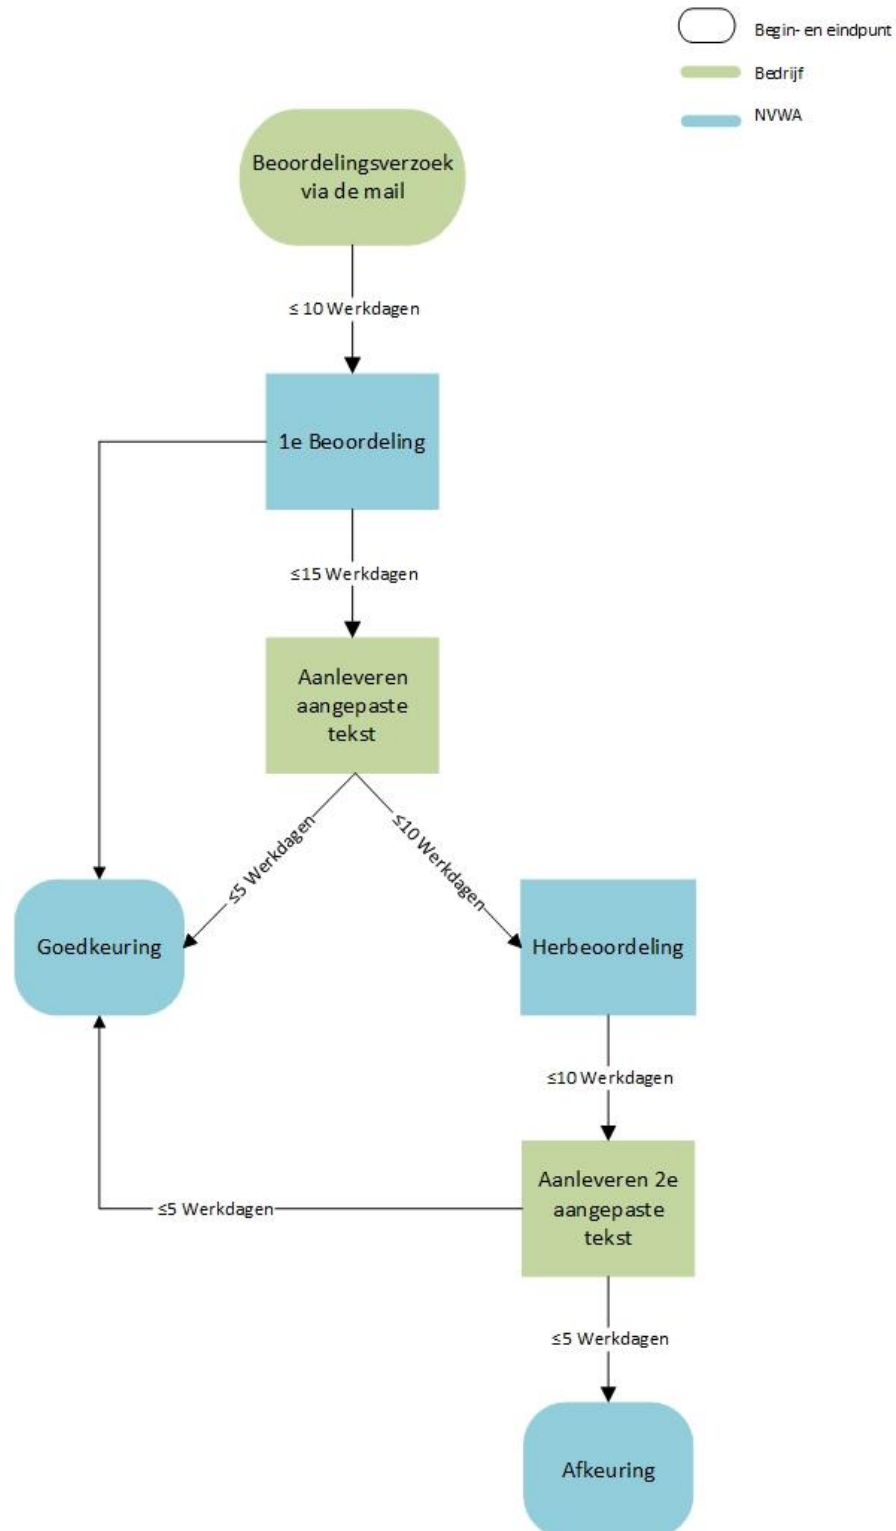 Begin- en eindpunt
Bedrijf
NVWA
Beoordelingsverzoek
via de mail
≤ 10 Werkdagen
1e Beoordeling
≤15 Werkdagen
Aanleveren
aangepaste
tekst
≤5 Werkdagen
≤10 Werkdagen
Goedkeuring
Herbeoordeling
≤10 Werkdagen
Aanleveren 2e
aangepaste
tekst
≤5 Werkdagen
≤5 Werkdagen
Afkeuring